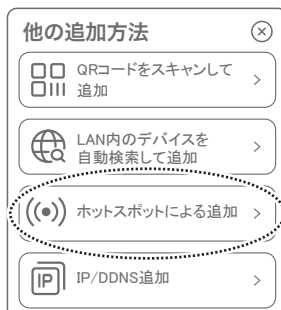 他の追加方法
QRコードをスキャンして
追加
LAN内のデバイスを
自動検索して追加
ホットスポットによる追加
IP
IP/DDNS追加